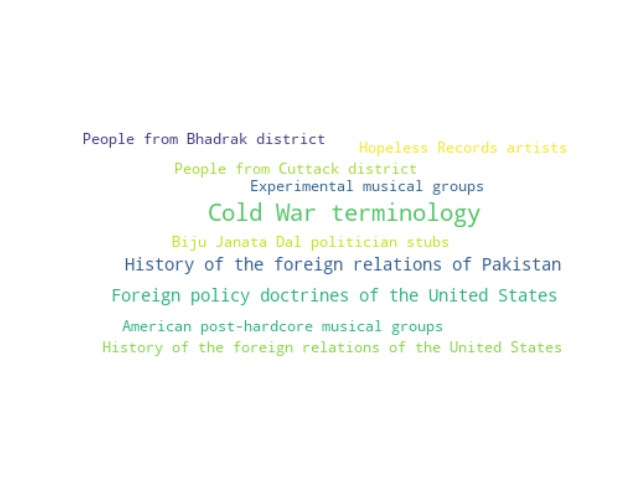 People from Bhadrak district
Hopeless Records artists
People from Cuttack district
Experimental musical groups
Cold War terminology
Biju Janata Dal politician stubs
History of the foreign relations of Pakistan
Foreign policy doctrines of the United States
American post-hardcore musical groups
History of the foreign relations of the United States